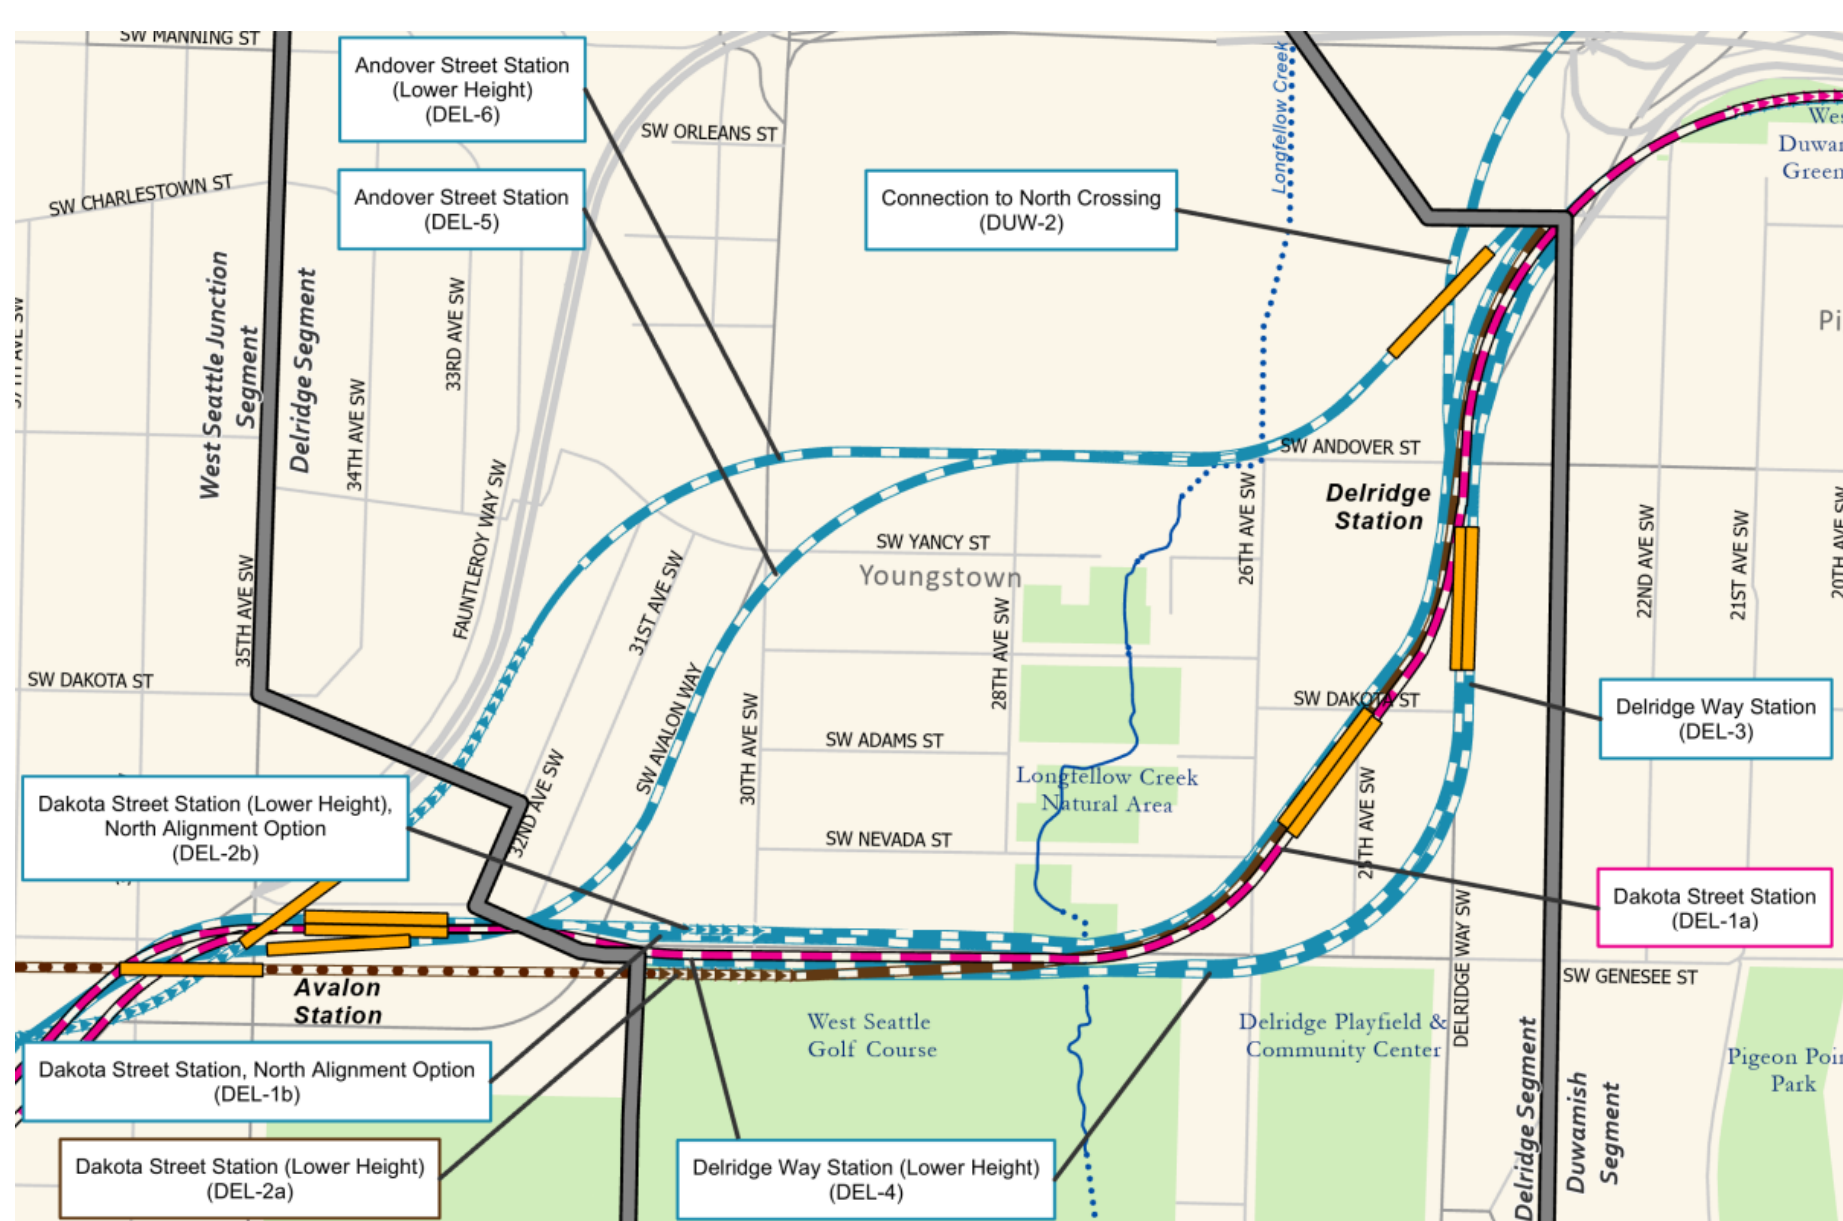 SW MANNING ST
Andover Street Station
(Lower Height)
(DEL-6)
SW ORLEANS ST
Longfellow Creek
Andover Street Station
(DEL-5)
Connection to North Crossing
(DUW-2)
SW CHARLESTOWN ST
West Seattle Junction
Segment
Delridge Segment
33RD AVE SW
34TH AVE SW
35TH AVE SW
FAUNTLEROY WAY SW
31ST AVE SW
SW AVALON WAY
32ND AVE SW
30TH AVE SW
28TH AVE SW
26TH AVE SW
25TH AVE SW
22ND AVE SW
21ST AVE SW
20TH AVE SW
DELRIDGE WAY SW
SW ANDOVER ST
Delridge
Station
SW YANCY ST
Youngstown
SW DAKOTA ST
SW DAKOTA ST
Delridge Way Station
(DEL-3)
SW ADAMS ST
Longfellow Creek
Natural Area
Dakota Street Station (Lower Height),
North Alignment Option
(DEL-2b)
SW NEVADA ST
Dakota Street Station
(DEL-1a)
SW GENESEE ST
Avalon
Station
West Seattle
Golf Course
Delridge Playfield &
Community Center
Dakota Street Station, North Alignment Option
(DEL-1b)
Dakota Street Station (Lower Height)
(DEL-2a)
Delridge Way Station (Lower Height)
(DEL-4)
Delridge Segment
Duwamish
Segment
Park